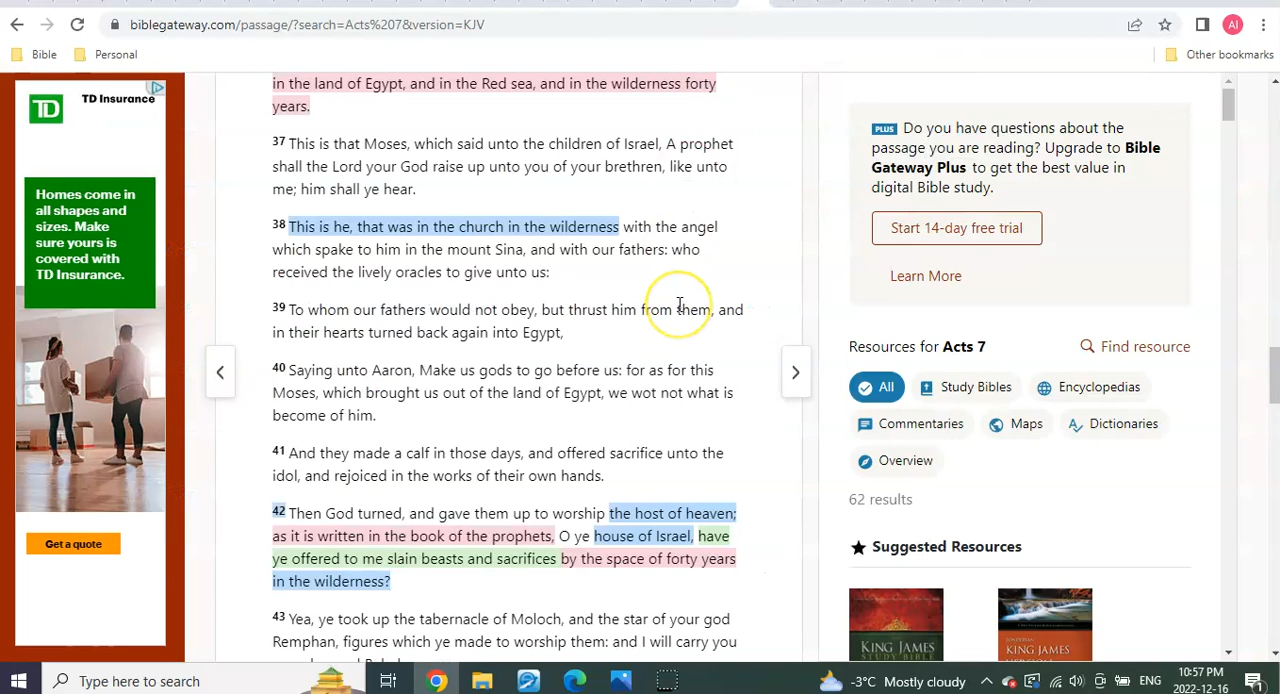 biblegateway.com/passage/?search=Acts%207&version=KJV
AI
Bible
Personal
Other bookmarks
TD
TD Insurance
Homes come in
all shapes and
sizes. Make
sure yours is
covered with
TD Insurance.
Get a quote
in the land of Egypt, and in the Red sea, and in the wilderness forty
years.
37 This is that Moses, which said unto the children of Israel, A prophet
shall the Lord your God raise up unto you of your brethren, like unto
me; him shall ye hear.
38 This is he, that was in the church in the wilderness with the angel
which spake to him in the mount Sina, and with our fathers: who
received the lively oracles to give unto us:
39 To whom our fathers would not obey, but thrust him from them, and
in their hearts turned back again into Egypt,
40 Saying unto Aaron, Make us gods to go before us: for as for this
Moses, which brought us out of the land of Egypt, we wot not what is
become of him.
41 And they made a calf in those days, and offered sacrifice unto the
idol, and rejoiced in the works of their own hands.
42 Then God turned, and gave them up to worship the host of heaven;
as it is written in the book of the prophets, O ye house of Israel, have
ye offered to me slain beasts and sacrifices by the space of forty years
in the wilderness?
43 Yea, ye took up the tabernacle of Moloch, and the star of your god
Remphan, figures which ye made to worship them: and I will carry you
PLUS Do you have questions about the
passage you are reading? Upgrade to Bible
Gateway Plus to get the best value in
digital Bible study.
Start 14-day free trial
Learn More
Resources for Acts 7
Find resource
All
Study Bibles
Encyclopedias
Commentaries
Maps
Dictionaries
Overview
62 results
Suggested Resources
KING JAMES
STUDY BIBLE
KING JAMES
Type here to search
-3°C Mostly cloudy
ENG
10:57 PM
2022-12-16